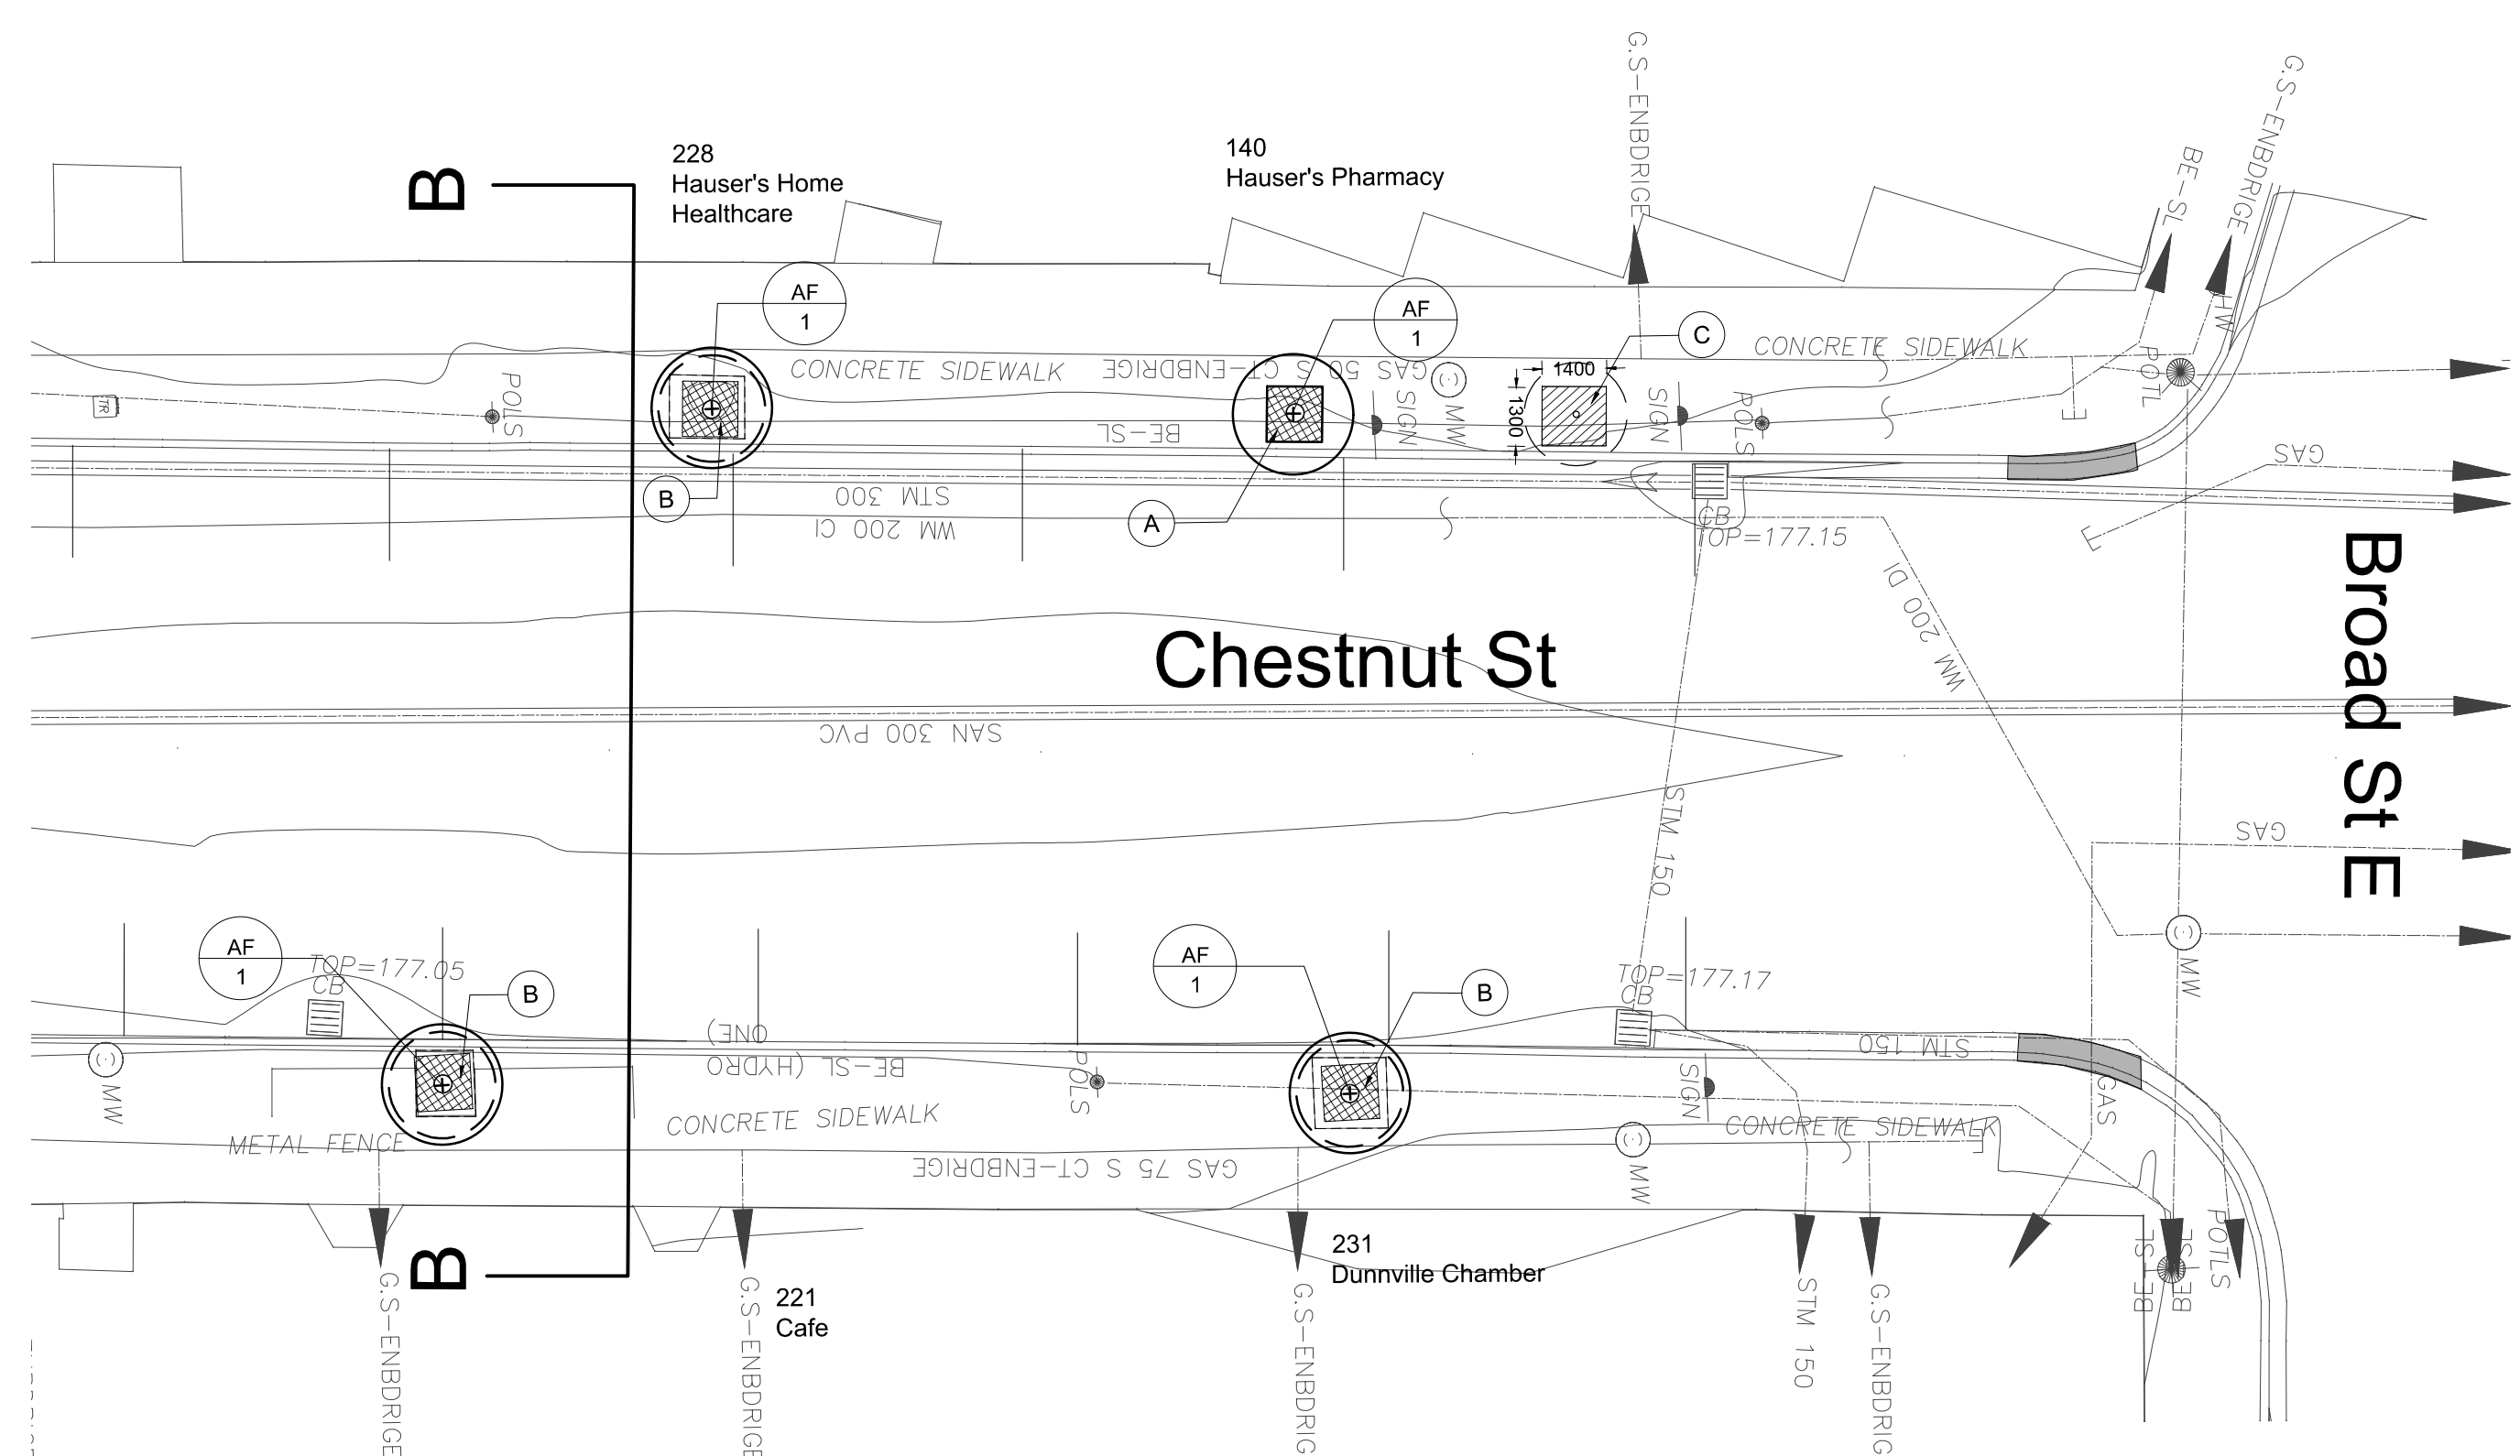 G.S-ENBDRIGE
G.S-ENBDRIGE
BE-SL
B
228
Hauser's Home
Healthcare
140
Hauser's Pharmacy
AF
1
AF
1
C
CONCRETE SIDEWALK
GAS 50 S CT-ENBDRIGE
CONCRETE SIDEWALK
1400
1300
TR
POLS
SIGN
MW
SIGN
POLS
POTL
HW
BE-SL
GAS
B
STM 300
A
WM 200 CI
CB
TOP=177.15
WM 200 DI
Chestnut St
Broad St E
SAN 300 PVC
STM 150
GAS
AF
1
TOP=177.05
CB
B
AF
1
B
TOP=177.17
CB
MW
BE-SL (HYDRO
ONE)
POLS
STM 150
SIGN
GAS
MW
METAL FENCE
CONCRETE SIDEWALK
CONCRETE SIDEWALK
GAS 75 S CT-ENBDRIGE
MW
B
231
Dunnville Chamber
221
Cafe
G.S-ENBDRIGE
G.S-ENBDRIGE
G.S-ENBDRIG
STM 150
G.S-ENBDRIG
BE-SL
BE-SL
POTLS